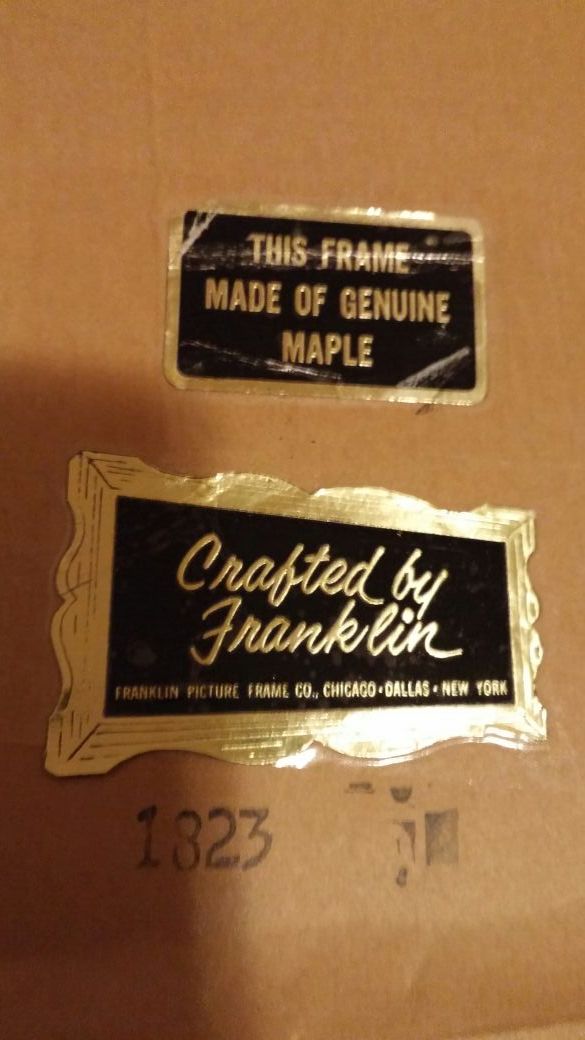 THIS FRAME
MADE OF GENUINE
MAPLE
Crafted by
Franklin
FRANKLIN PICTURE FRAME CO., CHICAGO • DALLAS • NEW YORK
1823